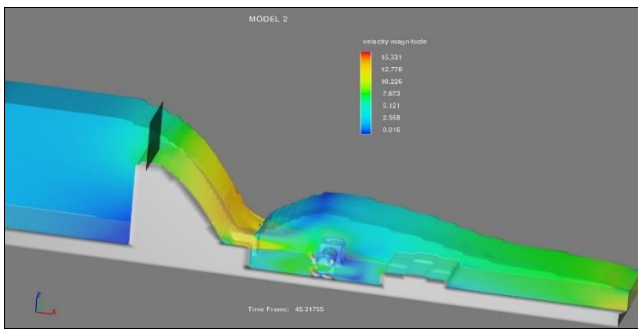 MODEL 2
velocity magnitude
15.331
12.778
10.226
7.673
5.121
2.568
0.016
z
x
Time Frame: